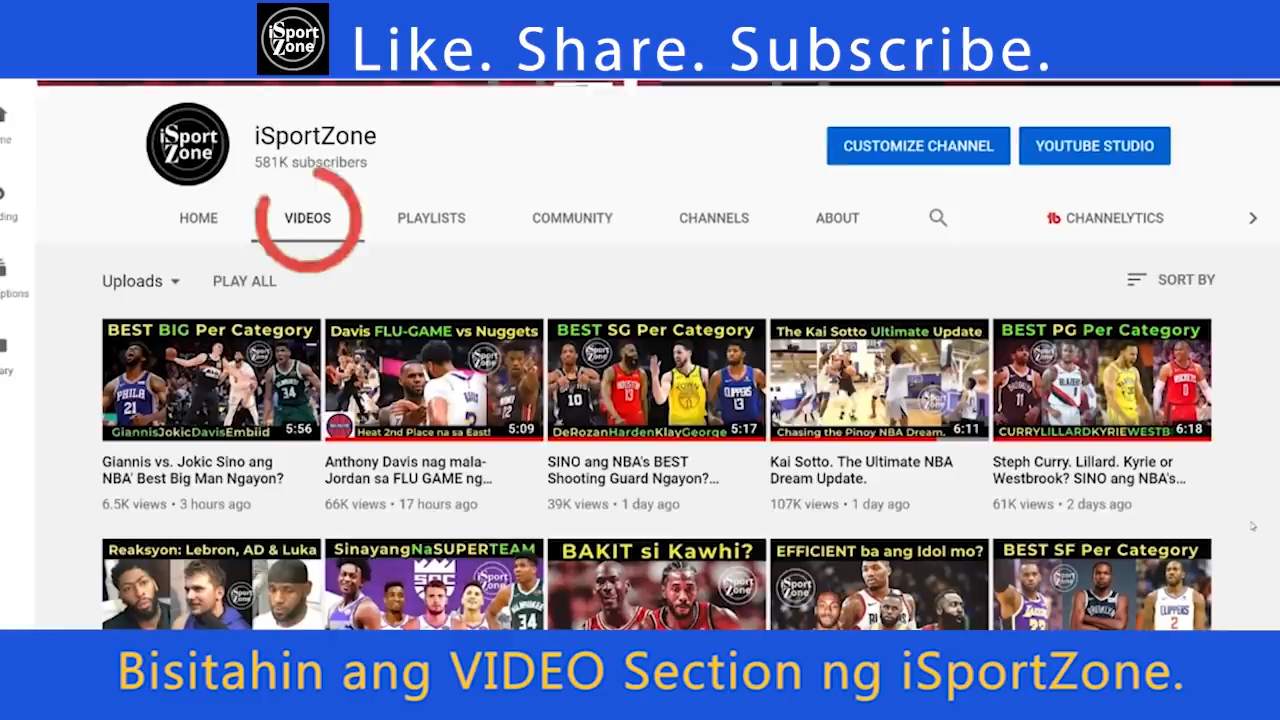 iSport Zone
Like. Share. Subscribe.
iSport Zone
iSportZone
581K subscribers
CUSTOMIZE CHANNEL
YOUTUBE STUDIO
HOME
VIDEOS
PLAYLISTS
COMMUNITY
CHANNELS
ABOUT
CHANNELYTICS
Uploads
PLAY ALL
SORT BY
BEST BIG Per Category
GiannisJokicDavisEmbiid
5:56
Davis FLU-GAME vs Nuggets
Heat 2nd Place na sa East!
5:09
BEST SG Per Category
DeRozanHardenKlayGeorge
5:17
The Kai Sotto Ultimate Update
Chasing the Pinoy NBA Dream.
6:11
BEST PG Per Category
CURRYLILLARDKYRIEWESTB
6:18
Giannis vs. Jokic Sino ang
NBA' Best Big Man Ngayon?
6.5K views • 3 hours ago
Anthony Davis nag mala-
Jordan sa FLU GAME ng...
66K views • 17 hours ago
SINO ang NBA's BEST
Shooting Guard Ngayon?...
39K views • 1 day ago
Kai Sotto. The Ultimate NBA
Dream Update.
107K views • 1 day ago
Steph Curry. Lillard. Kyrie or
Westbrook? SINO ang NBA's...
61K views • 2 days ago
Reaksyon: Lebron, AD & Luka
SinayangNaSUPERTEAM
BAKIT si Kawhi?
EFFICIENT ba ang Idol mo?
BEST SF Per Category
Bisitahin ang VIDEO Section ng iSportZone.